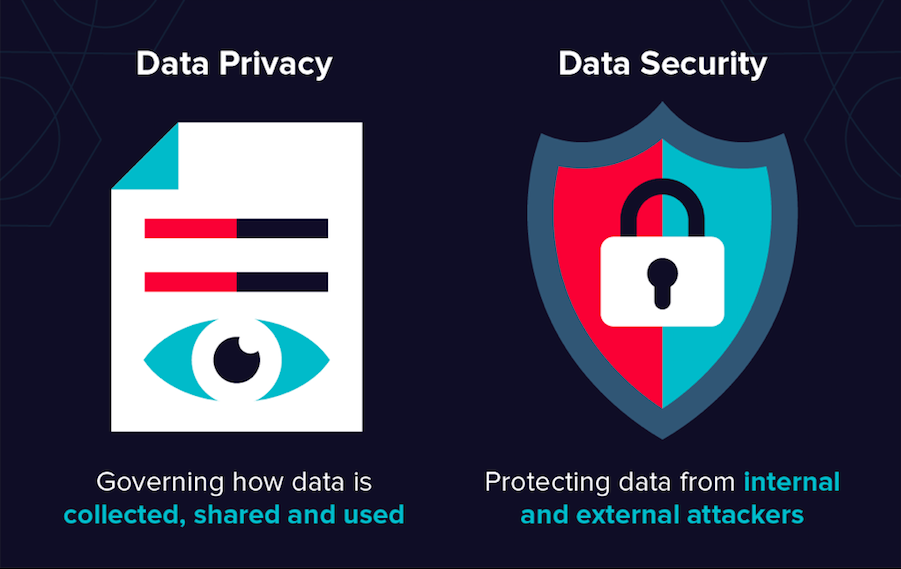 Data Privacy
Data Security
Governing how data is
collected, shared and used
Protecting data from internal
and external attackers